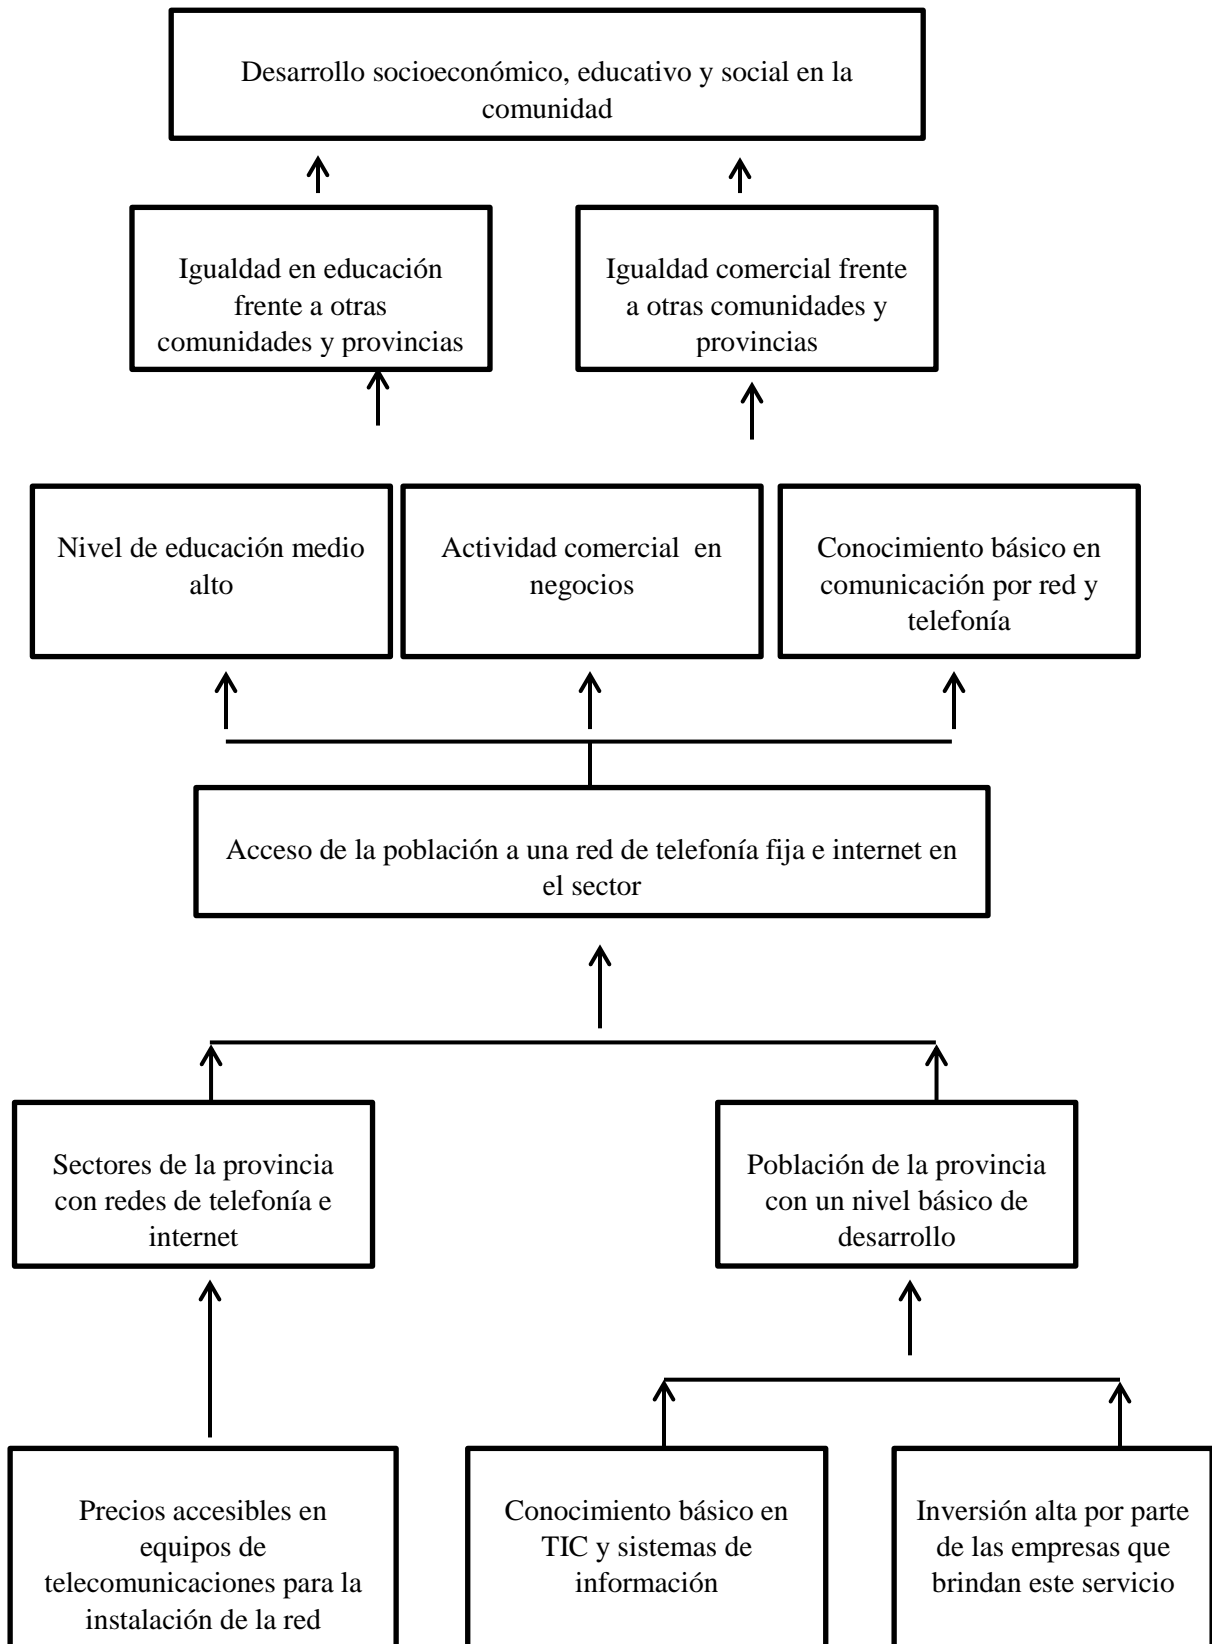 Desarrollo socioeconómico, educativo y social en la
comunidad
Igualdad en educación
frente a otras
comunidades y provincias
Igualdad comercial frente
a otras comunidades y
provincias
Nivel de educación medio
alto
Actividad comercial  en
negocios
Conocimiento básico en
comunicación por red y
telefonía
Acceso de la población a una red de telefonía fija e internet en
el sector
Sectores de la provincia
con redes de telefonía e
internet
Población de la provincia
con un nivel básico de
desarrollo
Precios accesibles en
equipos de
telecomunicaciones para la
instalación de la red
Conocimiento básico en
TIC y sistemas de
información
Inversión alta por parte
de las empresas que
brindan este servicio